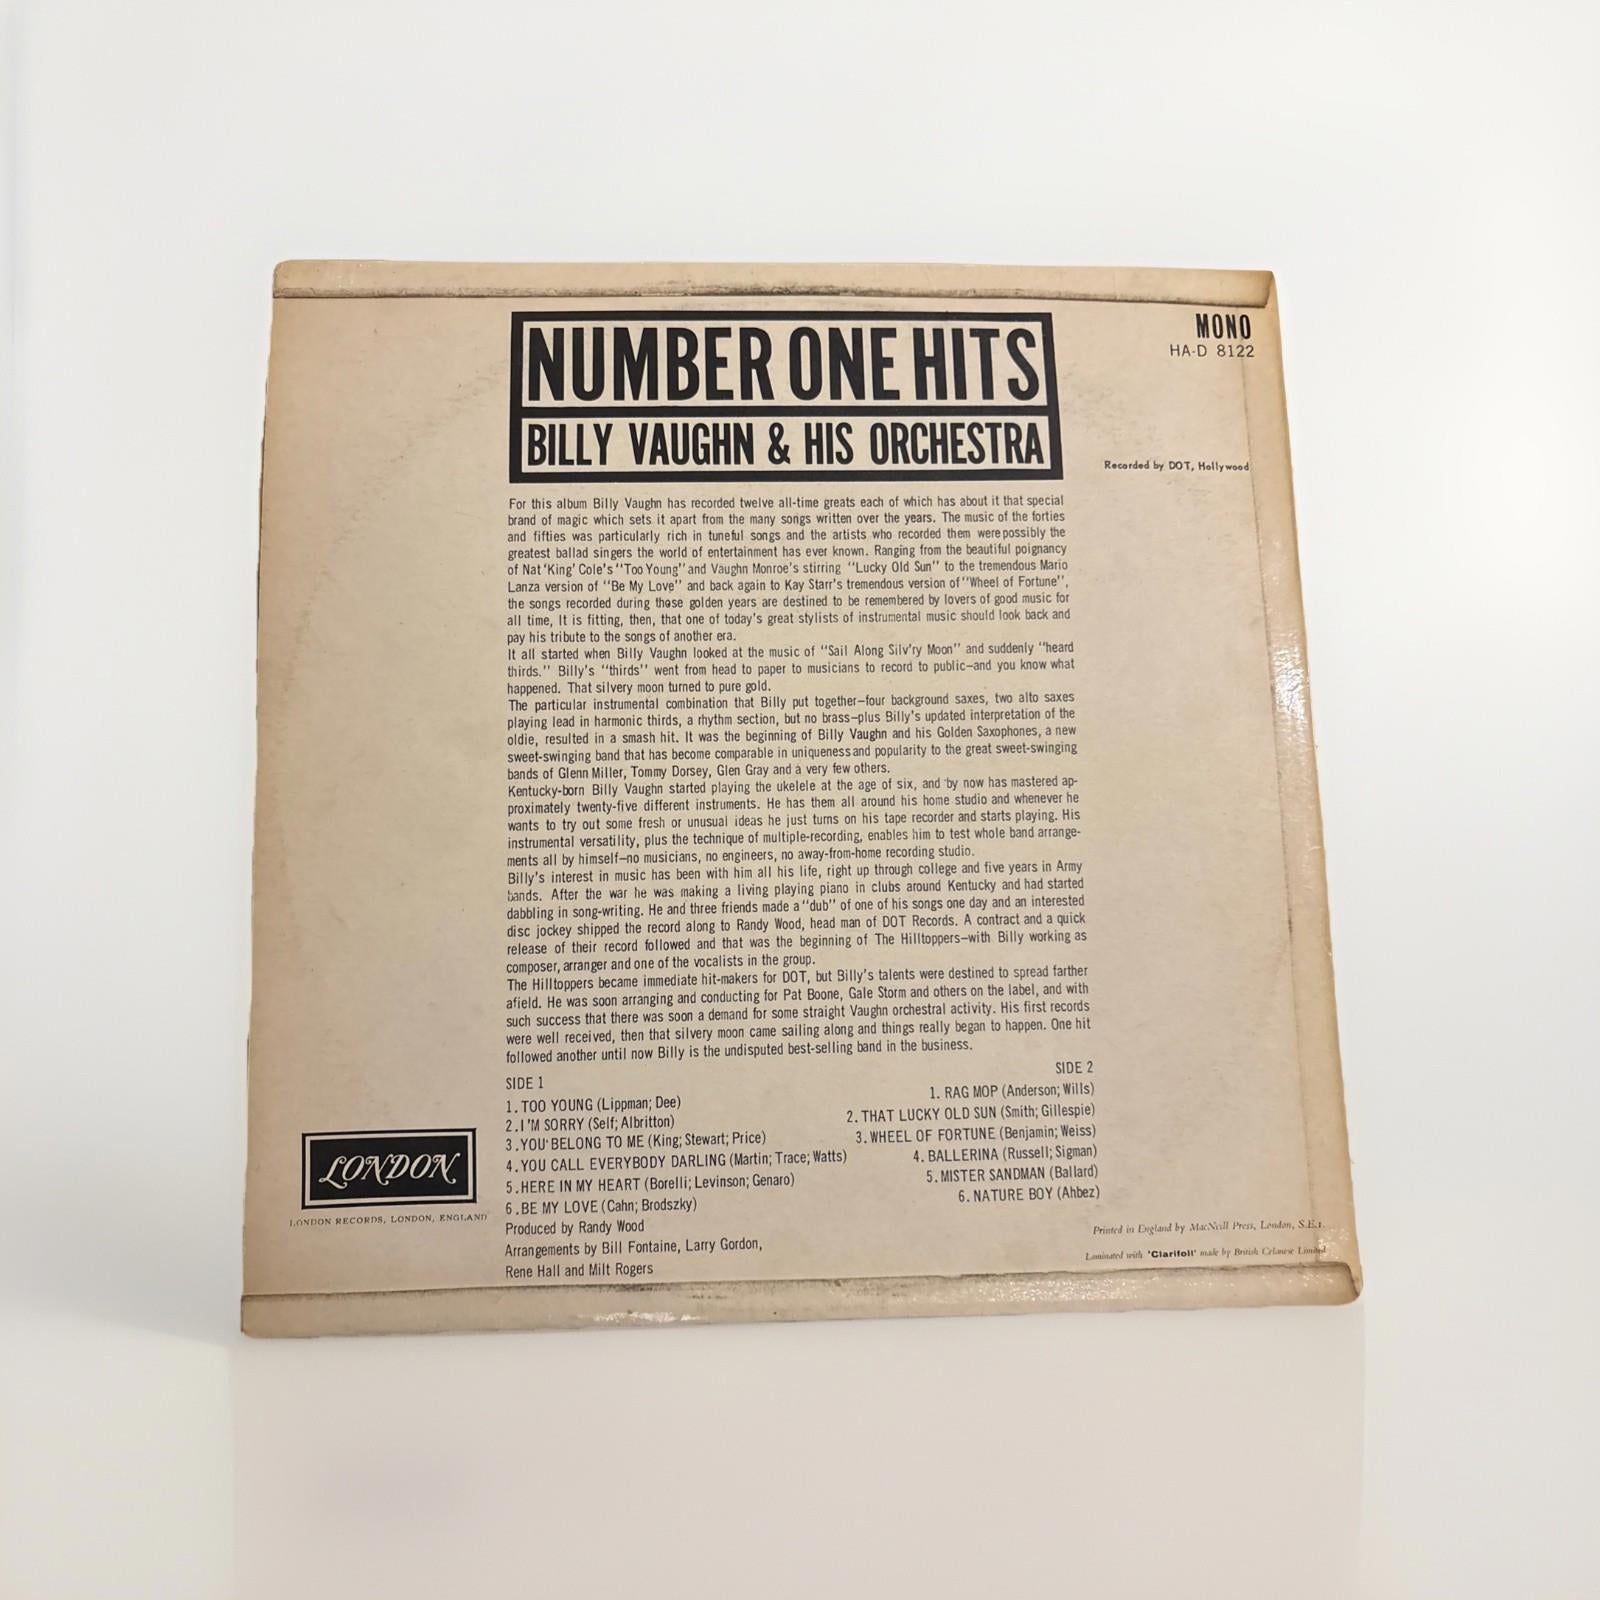 NUMBER ONE HITS
BILLY VAUGHN & HIS ORCHESTRA
MONO
HA-D 8122
Recorded by DOT, Hollywood
For this album Billy Vaughn has recorded twelve all-time greats each of which has about it that special
brand of magic which sets it apart from the many songs written over the years. The music of the forties
and fifties was particularly rich in tuneful songs and the artists who recorded them were possibly the
greatest ballad singers the world of entertainment has ever known. Ranging from the beautiful poignancy
of Nat 'King' Cole's "Too Young" and Vaughn Monroe's stirring "Lucky Old Sun" to the tremendous Mario
Lanza version of "Be My Love" and back again to Kay Starr's tremendous version of "Wheel of Fortune",
the songs recorded during these golden years are destined to be remembered by lovers of good music for
all time, It is fitting, then, that one of today's great stylists of instrumental music should look back and
pay his tribute to the songs of another era.
It all started when Billy Vaughn looked at the music of "Sail Along Silv'ry Moon" and suddenly "heard
thirds." Billy's "thirds" went from head to paper to musicians to record to public—and you know what
happened. That silvery moon turned to pure gold.
The particular instrumental combination that Billy put together—four background saxes, two alto saxes
playing lead in harmonic thirds, a rhythm section, but no brass—plus Billy's updated interpretation of the
oldie, resulted in a smash hit. It was the beginning of Billy Vaughn and his Golden Saxophones, a new
sweet-swinging band that has become comparable in uniqueness and popularity to the great sweet-swinging
bands of Glenn Miller, Tommy Dorsey, Glen Gray and a very few others.
Kentucky-born Billy Vaughn started playing the ukelele at the age of six, and by now has mastered ap-
proximately twenty-five different instruments. He has them all around his home studio and whenever he
wants to try out some fresh or unusual ideas he just turns on his tape recorder and starts playing. His
instrumental versatility, plus the technique of multiple-recording, enables him to test whole band arrange-
ments all by himself—no musicians, no engineers, no away-from-home recording studio.
Billy's interest in music has been with him all his life, right up through college and five years in Army
bands. After the war he was making a living playing piano in clubs around Kentucky and had started
dabbling in song-writing. He and three friends made a "dub" of one of his songs one day and an interested
disc jockey shipped the record along to Randy Wood, head man of DOT Records. A contract and a quick
release of their record followed and that was the beginning of The Hilltoppers—with Billy working as
composer, arranger and one of the vocalists in the group.
The Hilltoppers became immediate hit-makers for DOT, but Billy's talents were destined to spread farther
afield. He was soon arranging and conducting for Pat Boone, Gale Storm and others on the label, and with
such success that there was soon a demand for some straight Vaughn orchestral activity. His first records
were well received, then that silvery moon came sailing along and things really began to happen. One hit
followed another until now Billy is the undisputed best-selling band in the business.
SIDE 1
1. TOO YOUNG (Lippman; Dee)
2. I'M SORRY (Self; Albritton)
3. YOU BELONG TO ME (King; Stewart; Price)
4. YOU CALL EVERYBODY DARLING (Martin; Trace; Watts)
5. HERE IN MY HEART (Borelli; Levinson; Genaro)
6. BE MY LOVE (Cahn; Brodszky)
Produced by Randy Wood
Arrangements by Bill Fontaine, Larry Gordon,
Rene Hall and Milt Rogers
SIDE 2
1. RAG MOP (Anderson; Wills)
2. THAT LUCKY OLD SUN (Smith; Gillespie)
3. WHEEL OF FORTUNE (Benjamin; Weiss)
4. BALLERINA (Russell; Sigman)
5. MISTER SANDMAN (Ballard)
6. NATURE BOY (Ahbez)
LONDON
LONDON RECORDS, LONDON, ENGLAND
Printed in England by MacNeill Press, London, S.E.1.
Laminated with 'Clarifoil' made by British Celanese Limited